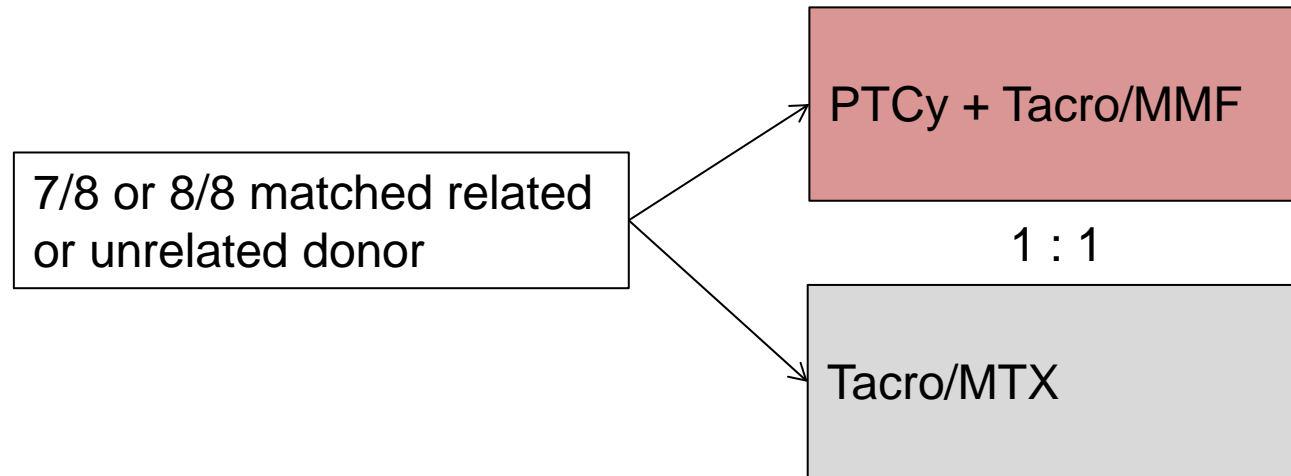 PTCy + Tacro/MMF
7/8 or 8/8 matched related
or unrelated donor
1 : 1
Tacro/MTX